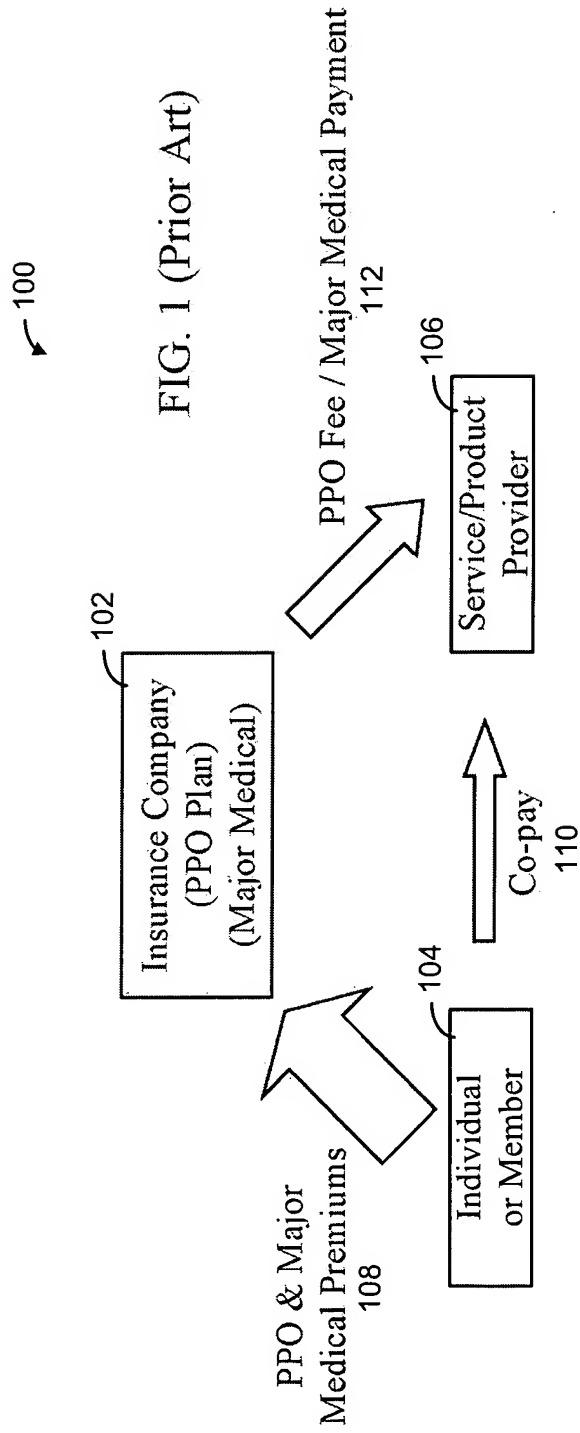 100
FIG. 1 (Prior Art)
102
Insurance Company
(PPO Plan)
(Major Medical)
PPO & Major
Medical Premiums
108
PPO Fee / Major Medical Payment
112
104
Individual
or Member
Co-pay
110
106
Service/Product
Provider